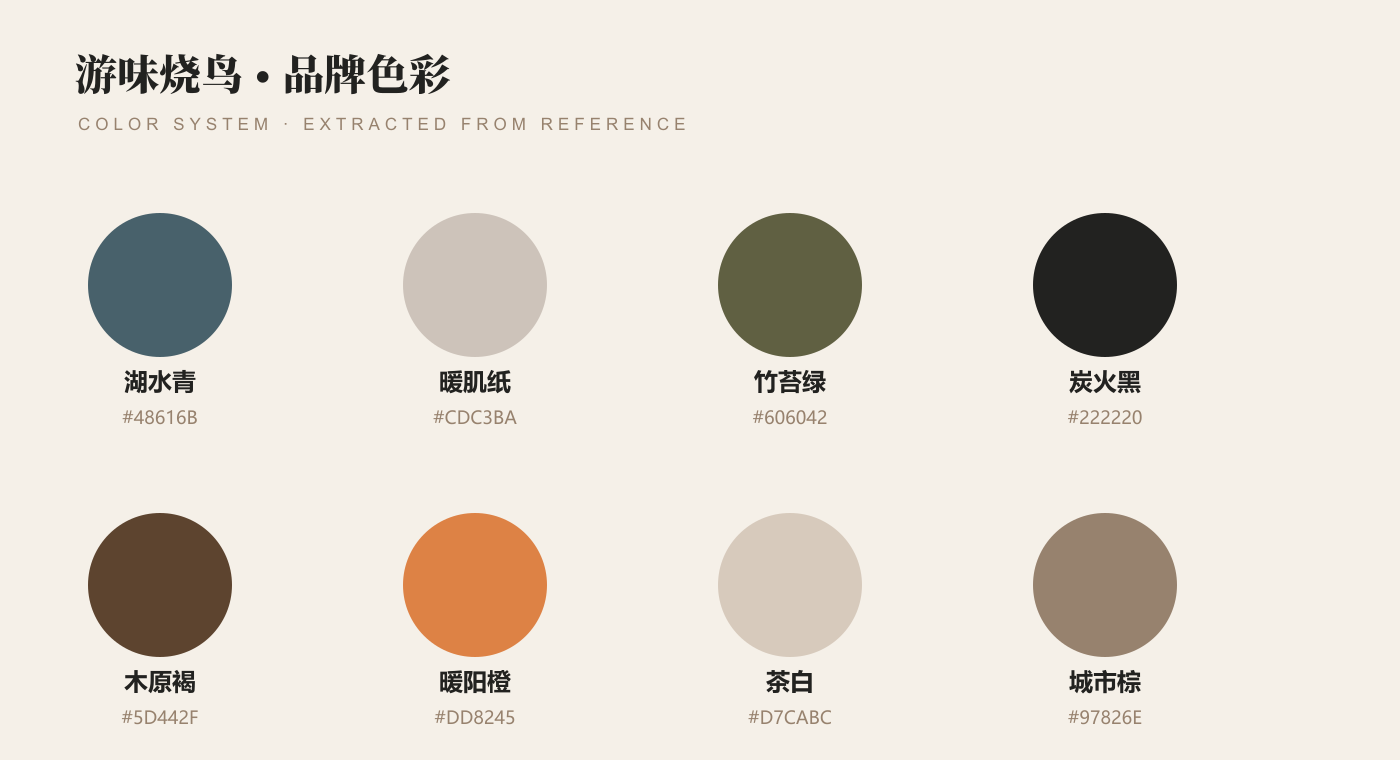 游味烧鸟 • 品牌色彩
COLOR SYSTEM · EXTRACTED FROM REFERENCE
湖水青
#48616B
暖肌纸
#CDC3BA
竹苔绿
#606042
炭火黑
#222220
木原褐
#5D442F
暖阳橙
#DD8245
茶白
#D7CABC
城市棕
#97826E